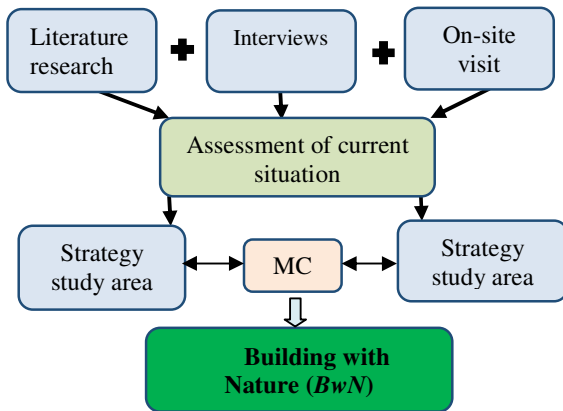 Literature
research
Interviews
On-site
visit
Assessment of current
situation
Strategy
study area
MC
Strategy
study area
Building with
Nature (BwN)